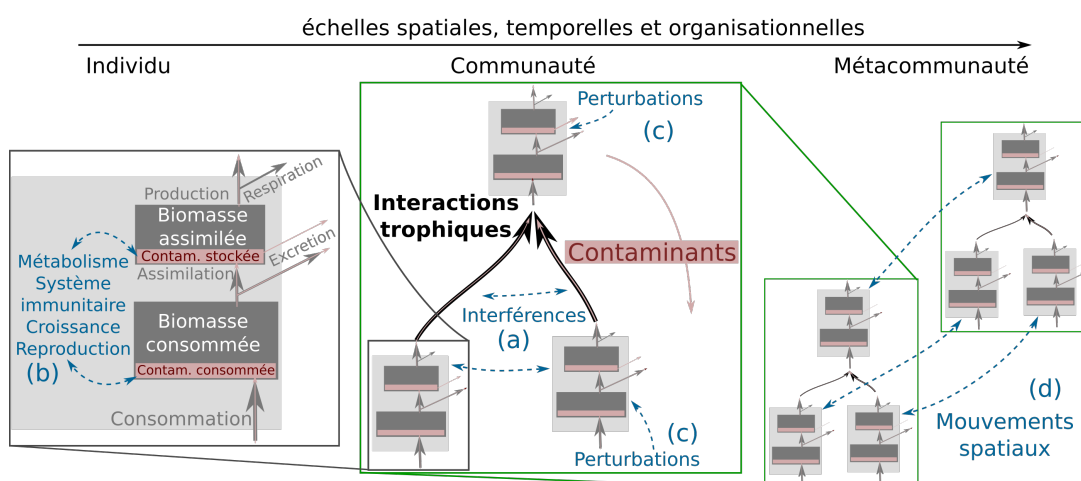 échelles spatiales, temporelles et organisationnelles
Individu
Communauté
Métacommunauté
Production
Respiration
Biomasse
assimilée
Contam. stockée
Excretion
Assimilation
Métabolisme
Système
immunitaire
Croissance
Reproduction
(b)
Biomasse
consommée
Contam. consommée
Consommation
Perturbations
(c)
Interactions
trophiques
Contaminants
Interférences
(a)
(c)
Perturbations
(d)
Mouvements
spatiaux